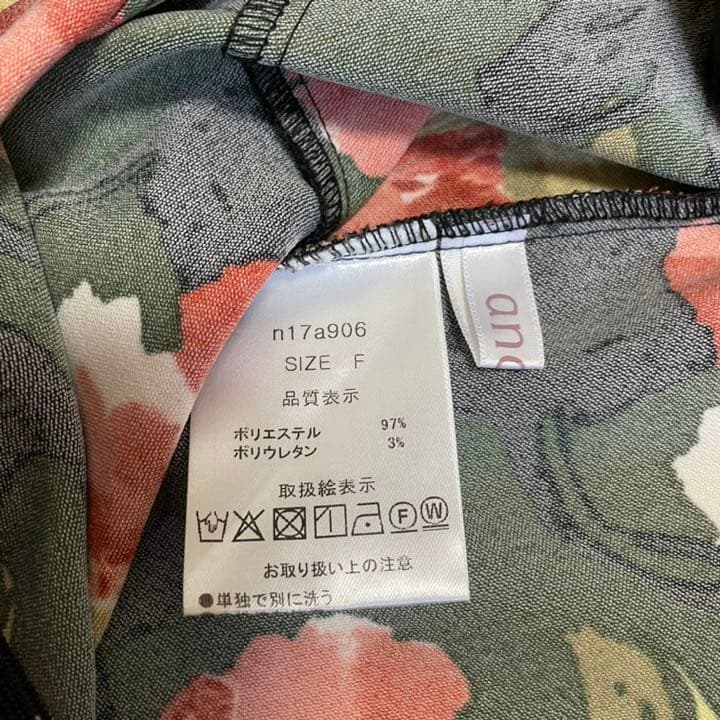 n17a906
SIZE F
品質表示
ポリエステル 97%
ポリウレタン 3%
取扱絵表示
F W
お取り扱い上の注意
●単独で別に洗う
and